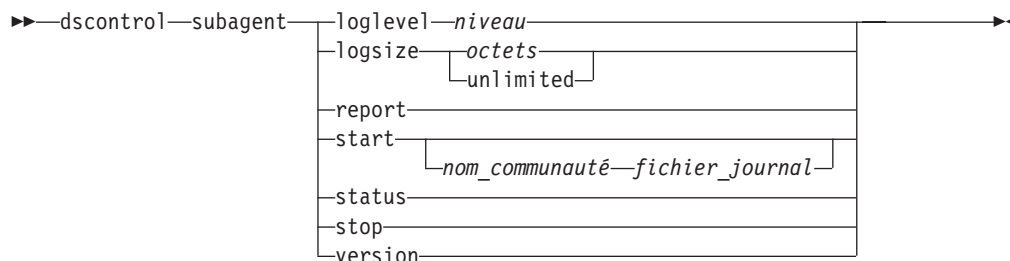 dscontrol subagent loglevel niveau
logsize octets
unlimited
report
start
nom_communauté fichier_journal
status
stop
version